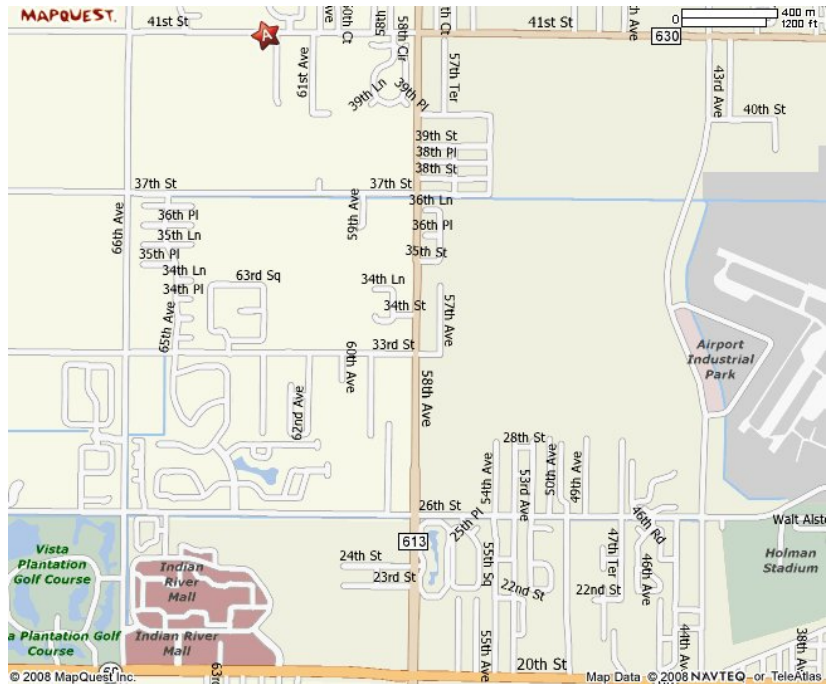 MAPQUEST.
41st St
A
61st Ave
60th Ct
58th Cir
57th Ter
41st St
630
400 m
0
1200 ft
43rd Ave
40th St
39th Ln
39th Pl
39th St
38th Pl
38th St
37th St
37th St
66th Ave
59th Ave
36th Ln
36th Pl
35th St
36th Pl
35th Ln
35th Pl
34th Ln
34th Pl
63rd Sq
34th Ln
34th St
57th Ave
65th Ave
33rd St
60th Ave
58th Ave
62nd Ave
Airport
Industrial
Park
28th St
54th Ave
53rd Ave
50th Ave
49th Ave
26th St
25th Pl
613
46th Rd
47th Ter
46th Ave
Walt Alst
Holman
Stadium
Vista
Plantation
Golf Course
Indian
River
Mall
24th St
23rd St
55th Sq
22nd St
22nd St
a Plantation Golf
Course
Indian River
Mall
55th Ave
44th Av
38th Av
20th St
63rd
© 2008 MapQuest Inc.
Map Data © 2008 NAVTEQ or TeleAtlas